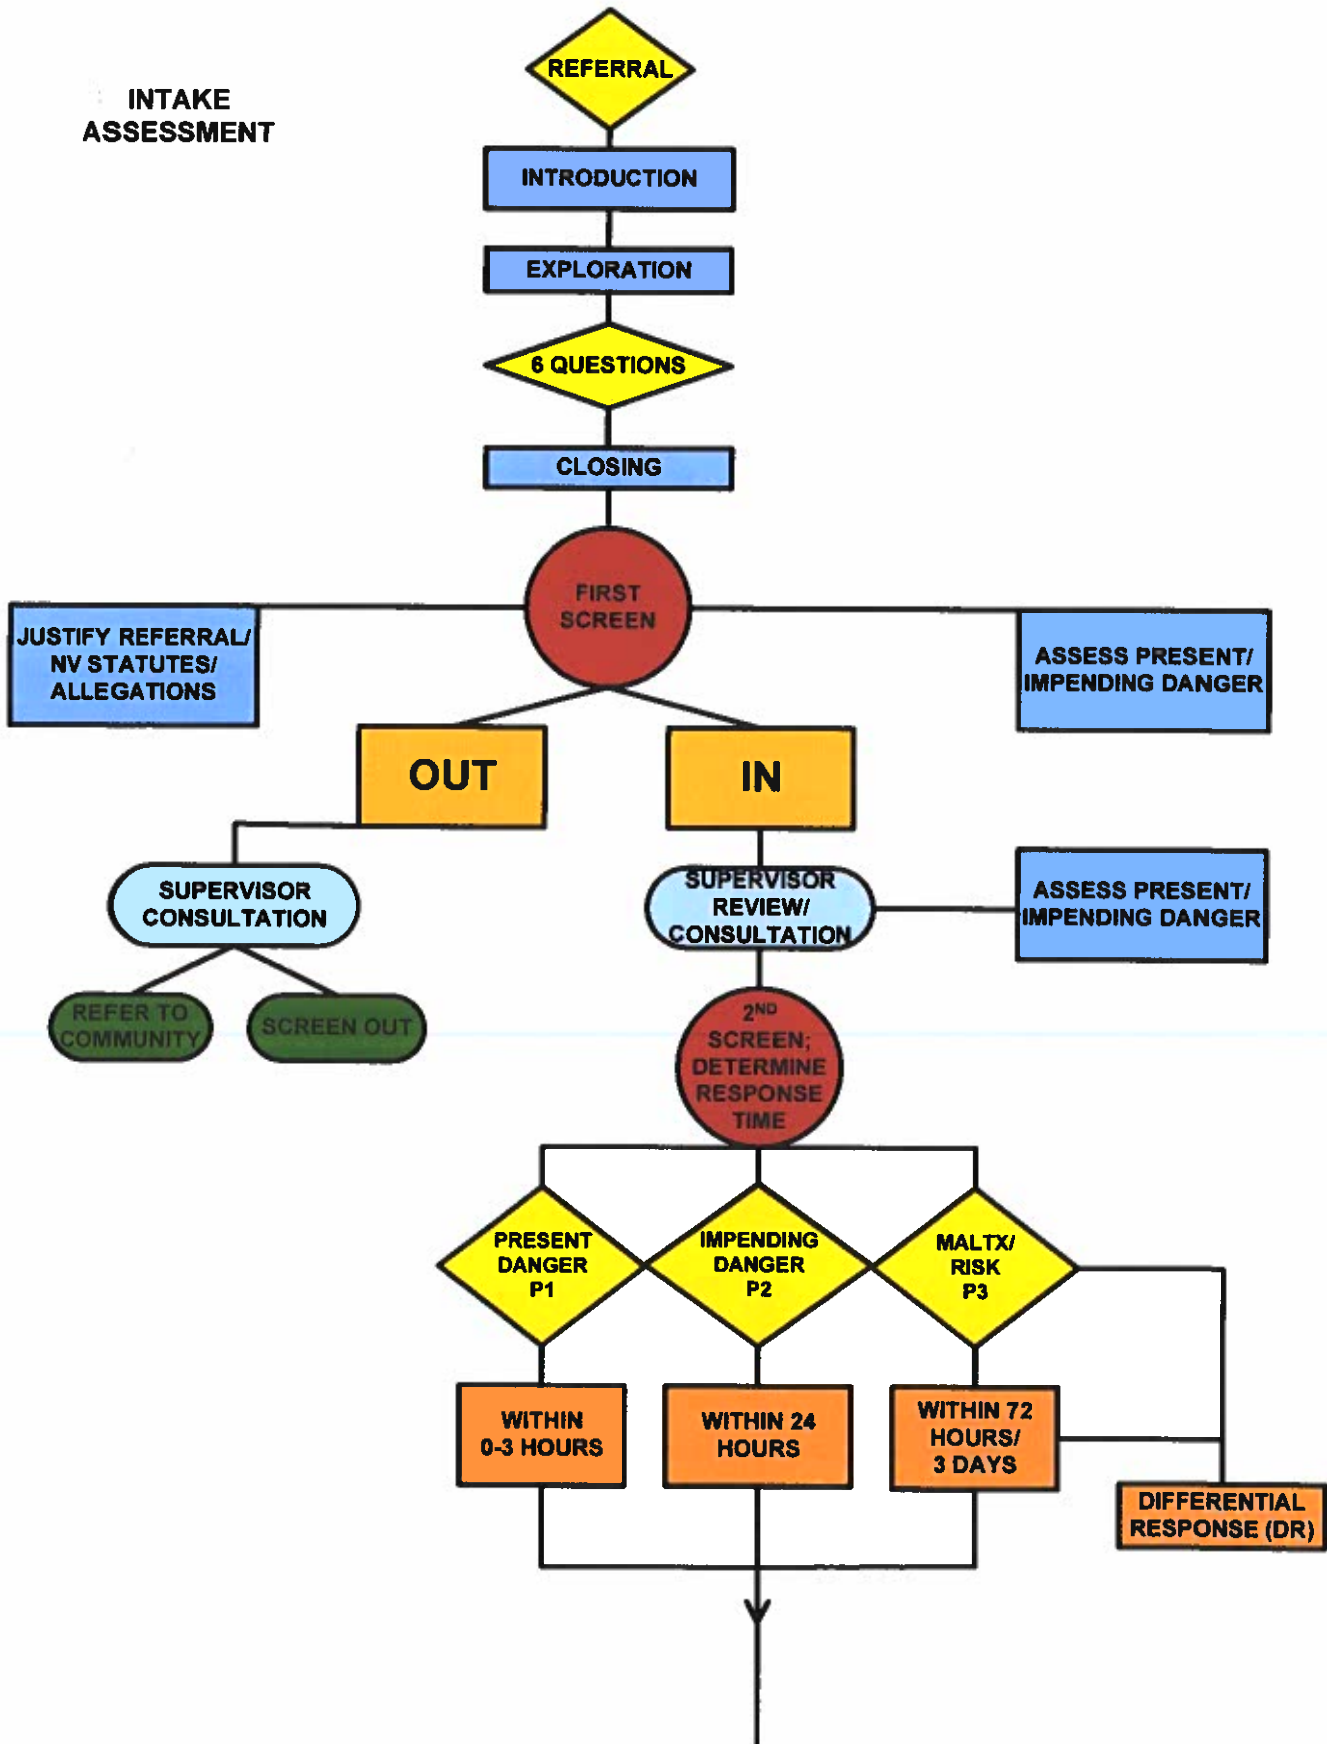 REFERRAL
INTAKE
ASSESSMENT
INTRODUCTION
EXPLORATION
6 QUESTIONS
CLOSING
FIRST
SCREEN
JUSTIFY REFERRAL/
NV STATUTES/
ALLEGATIONS
ASSESS PRESENT/
IMPENDING DANGER
OUT
IN
SUPERVISOR
CONSULTATION
SUPERVISOR
REVIEW/
CONSULTATION
ASSESS PRESENT/
IMPENDING DANGER
REFER TO
COMMUNITY
SCREEN OUT
2ND
SCREEN;
DETERMINE
RESPONSE
TIME
PRESENT
DANGER
P1
IMPENDING
DANGER
P2
MALTX/
RISK
P3
WITHIN
0-3 HOURS
WITHIN 24
HOURS
WITHIN 72
HOURS/
3 DAYS
DIFFERENTIAL
RESPONSE (DR)